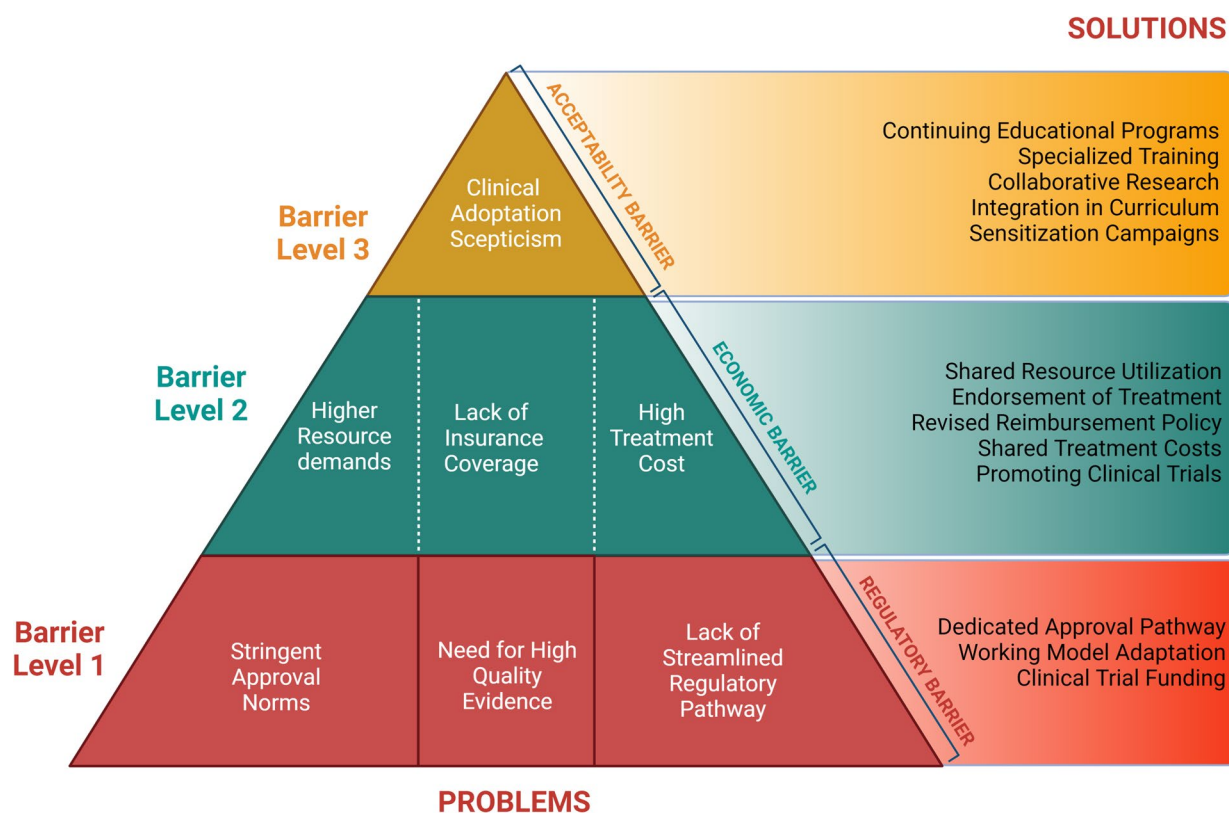 SOLUTIONS
ACCEPTABILITY BARRIER
Barrier
Level 3
Clinical
Adoptation
Scepticism
Continuing Educational Programs
Specialized Training
Collaborative Research
Integration in Curriculum
Sensitization Campaigns
ECONOMIC BARRIER
Barrier
Level 2
Higher
Resource
demands
Lack of
Insurance
Coverage
High
Treatment
Cost
Shared Resource Utilization
Endorsement of Treatment
Revised Reimbursement Policy
Shared Treatment Costs
Promoting Clinical Trials
REGULATORY BARRIER
Barrier
Level 1
Stringent
Approval
Norms
Need for High
Quality
Evidence
Lack of
Streamlined
Regulatory
Pathway
Dedicated Approval Pathway
Working Model Adaptation
Clinical Trial Funding
PROBLEMS